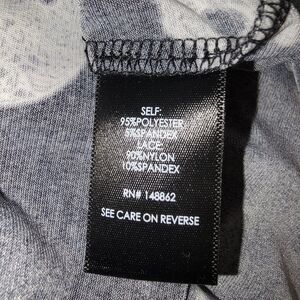 SELF:
95%POLYESTER
5%SPANDEX
LACE:
90%NYLON
10%SPANDEX
RN# 148862
SEE CARE ON REVERSE